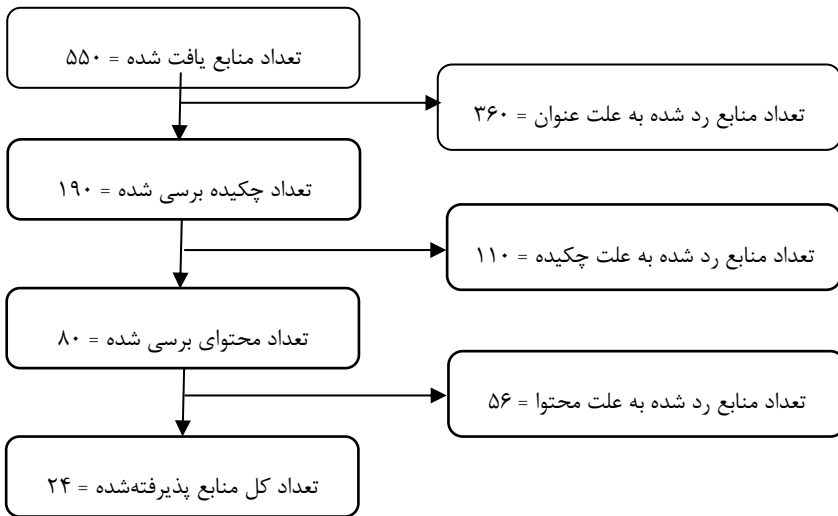 تعداد منابع یافت شده = ۵۵۰
تعداد منابع رد شده به علت عنوان = ۳۶۰
تعداد چکیده برسی شده = ۱۹۰
تعداد منابع رد شده به علت چکیده = ۱۱۰
تعداد محتوای برسی شده = ۸۰
تعداد منابع رد شده به علت محتوا = ۵۶
تعداد کل منابع پذیرفته‌شده = ۲۴